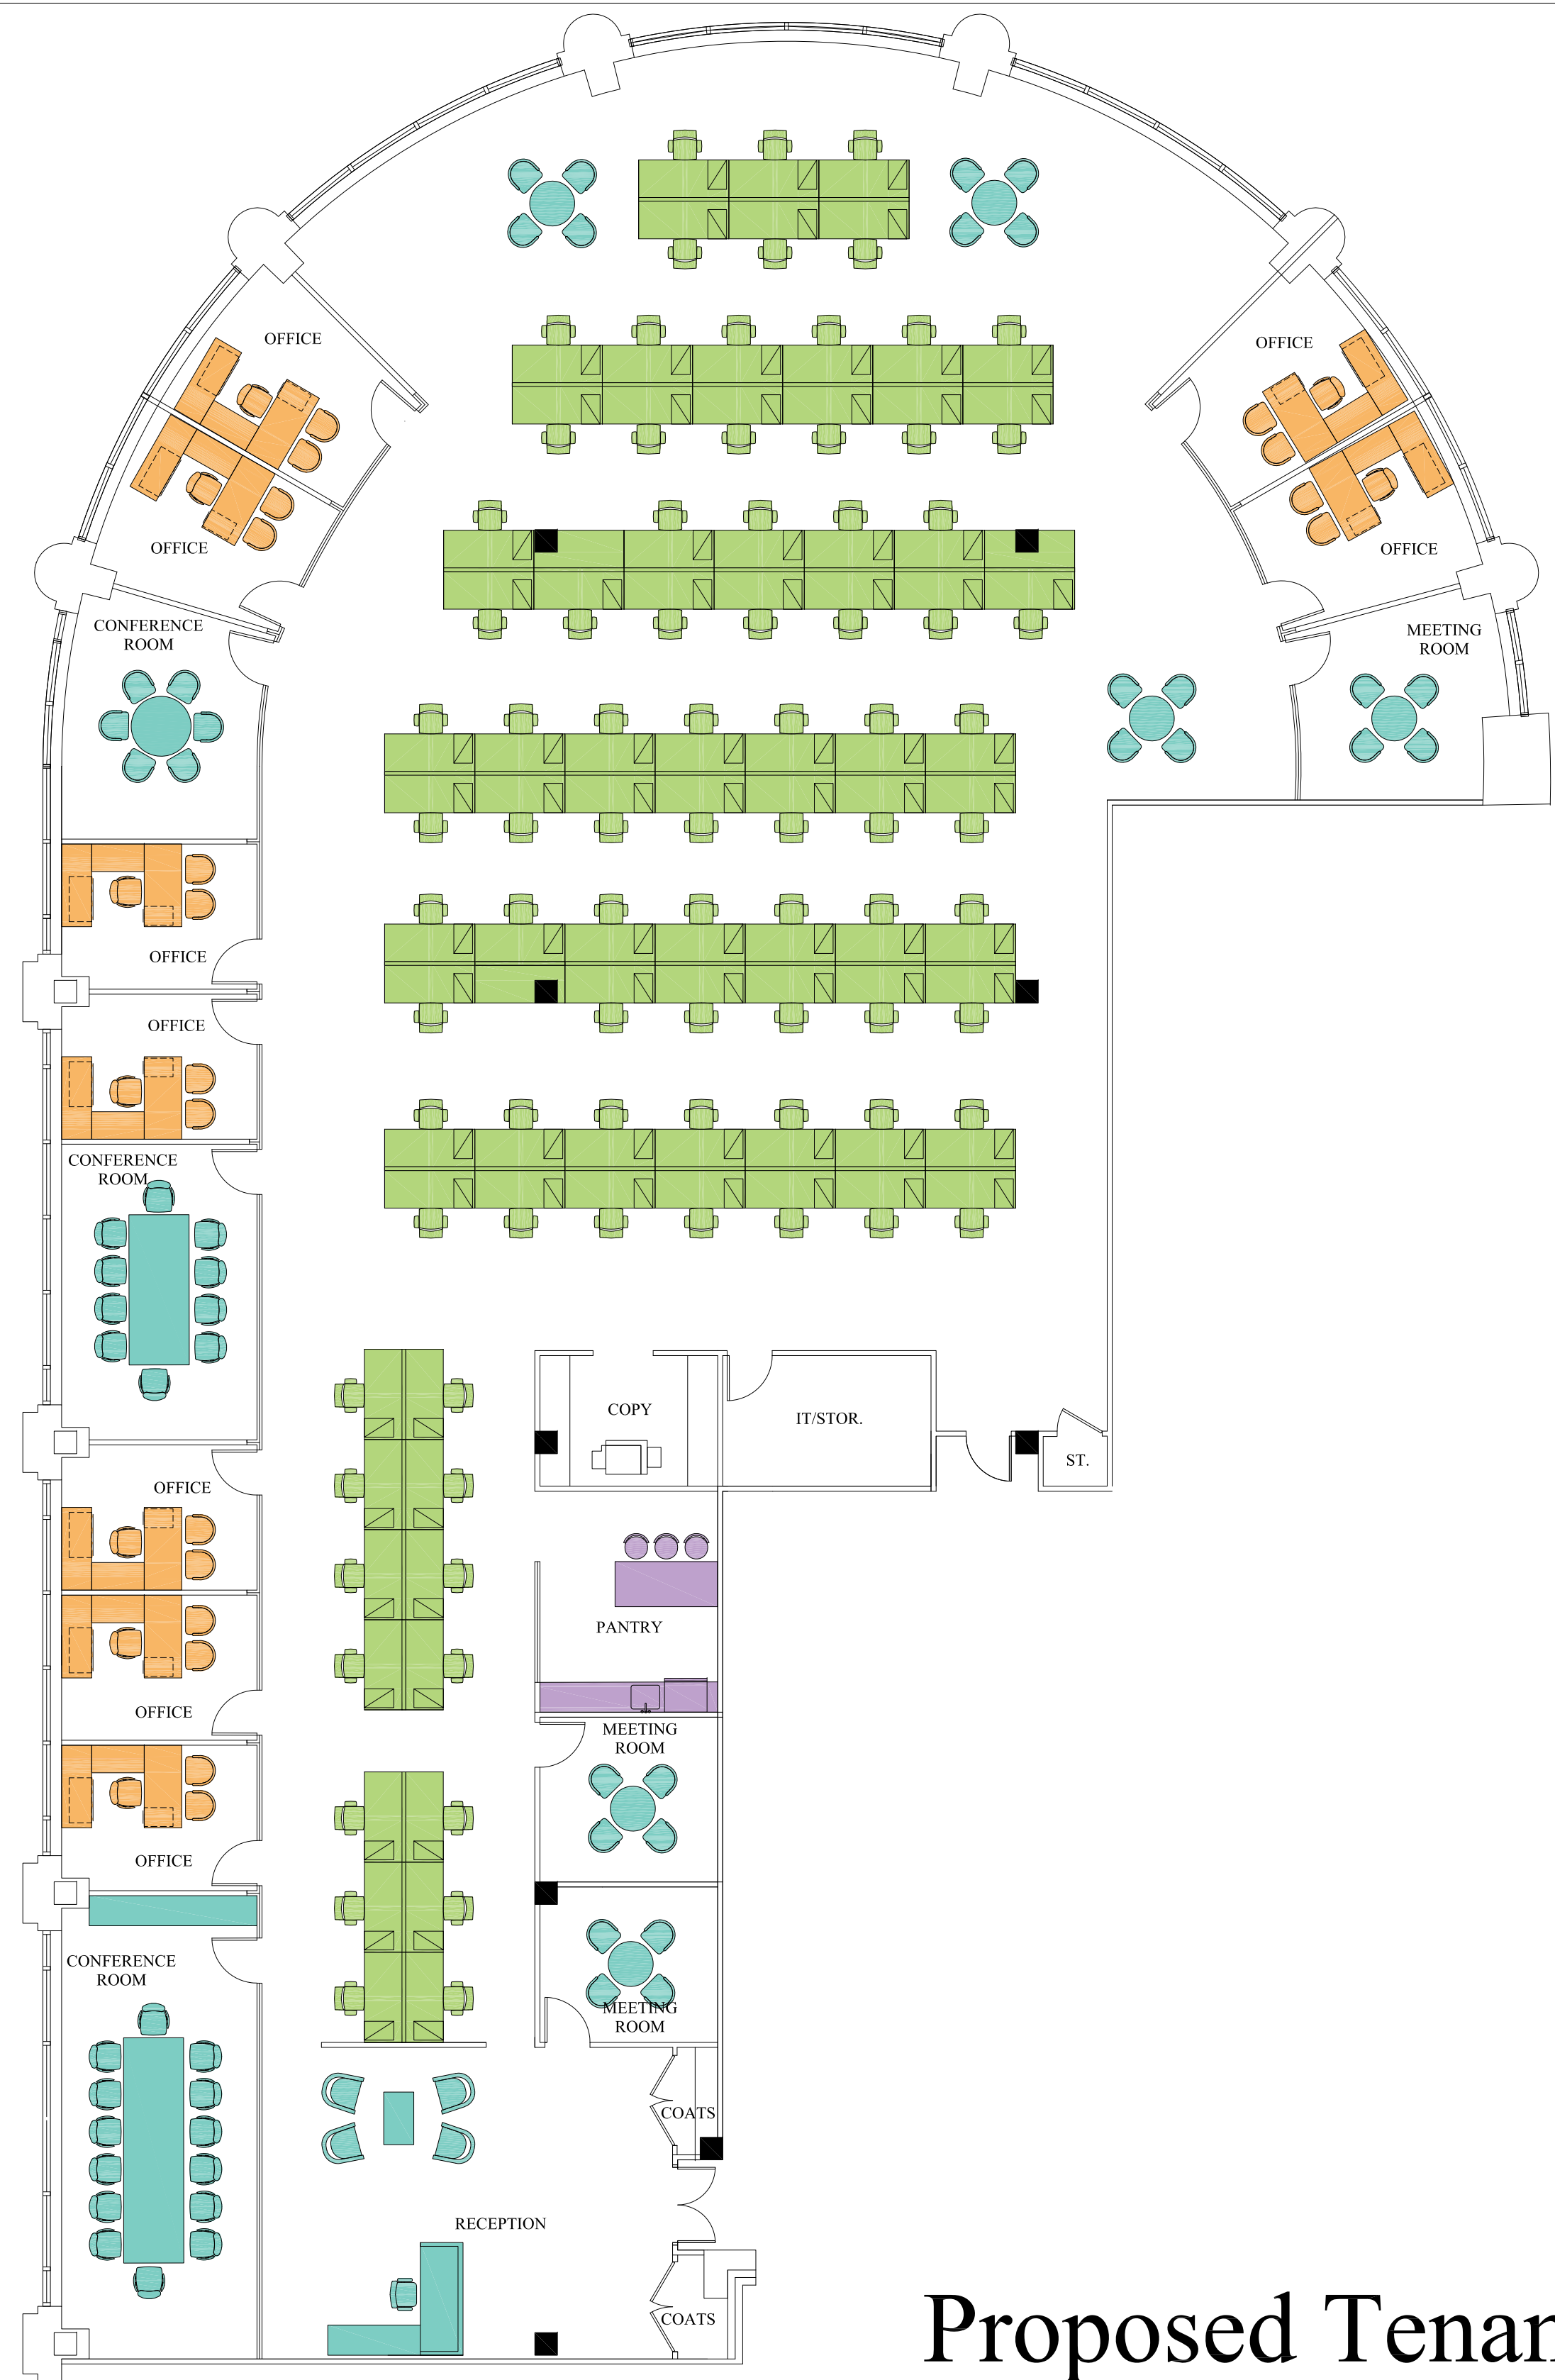 OFFICE
OFFICE
OFFICE
OFFICE
CONFERENCE
ROOM
MEETING
ROOM
OFFICE
OFFICE
CONFERENCE
ROOM
COPY
IT/STOR.
ST.
OFFICE
PANTRY
OFFICE
MEETING
ROOM
OFFICE
CONFERENCE
ROOM
MEETING
ROOM
COATS
RECEPTION
COATS
Proposed Tenan